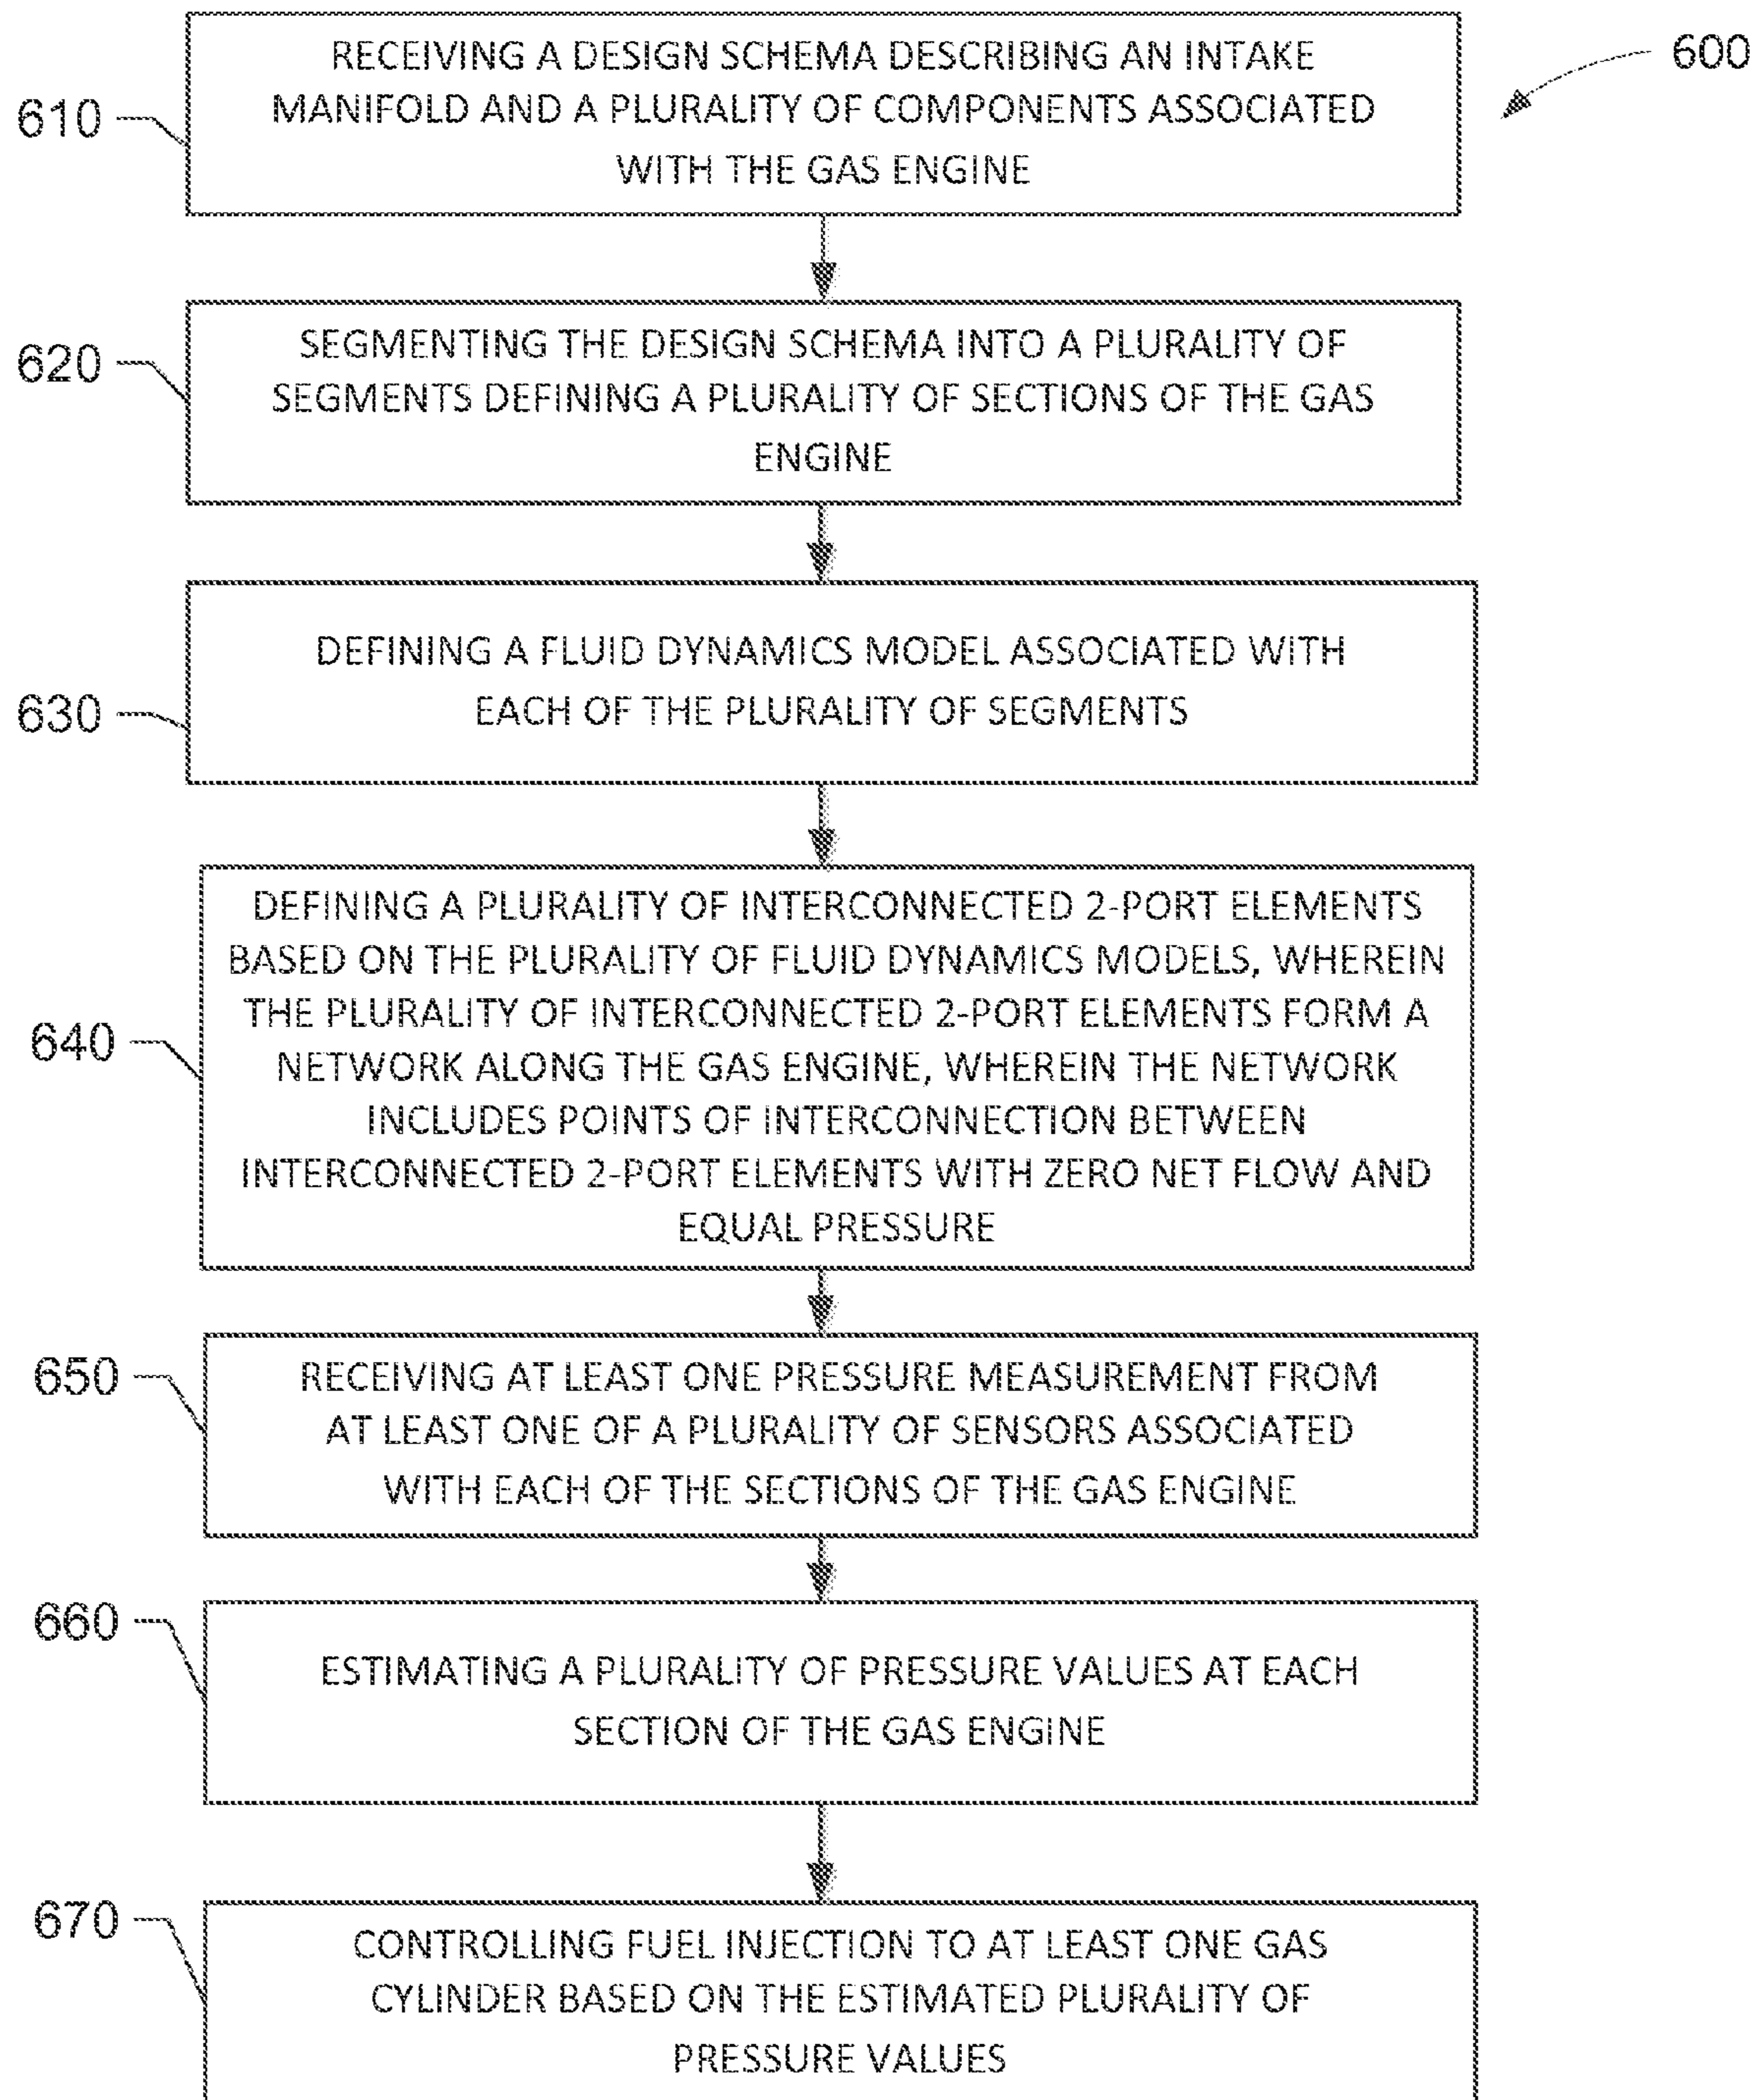 600
610
RECEIVING A DESIGN SCHEMA DESCRIBING AN INTAKE
MANIFOLD AND A PLURALITY OF COMPONENTS ASSOCIATED
WITH THE GAS ENGINE
620
SEGMENTING THE DESIGN SCHEMA INTO A PLURALITY OF
SEGMENTS DEFINING A PLURALITY OF SECTIONS OF THE GAS
ENGINE
630
DEFINING A FLUID DYNAMICS MODEL ASSOCIATED WITH
EACH OF THE PLURALITY OF SEGMENTS
640
DEFINING A PLURALITY OF INTERCONNECTED 2-PORT ELEMENTS
BASED ON THE PLURALITY OF FLUID DYNAMICS MODELS, WHEREIN
THE PLURALITY OF INTERCONNECTED 2-PORT ELEMENTS FORM A
NETWORK ALONG THE GAS ENGINE, WHEREIN THE NETWORK
INCLUDES POINTS OF INTERCONNECTION BETWEEN
INTERCONNECTED 2-PORT ELEMENTS WITH ZERO NET FLOW AND
EQUAL PRESSURE
650
RECEIVING AT LEAST ONE PRESSURE MEASUREMENT FROM
AT LEAST ONE OF A PLURALITY OF SENSORS ASSOCIATED
WITH EACH OF THE SECTIONS OF THE GAS ENGINE
660
ESTIMATING A PLURALITY OF PRESSURE VALUES AT EACH
SECTION OF THE GAS ENGINE
670
CONTROLLING FUEL INJECTION TO AT LEAST ONE GAS
CYLINDER BASED ON THE ESTIMATED PLURALITY OF
PRESSURE VALUES